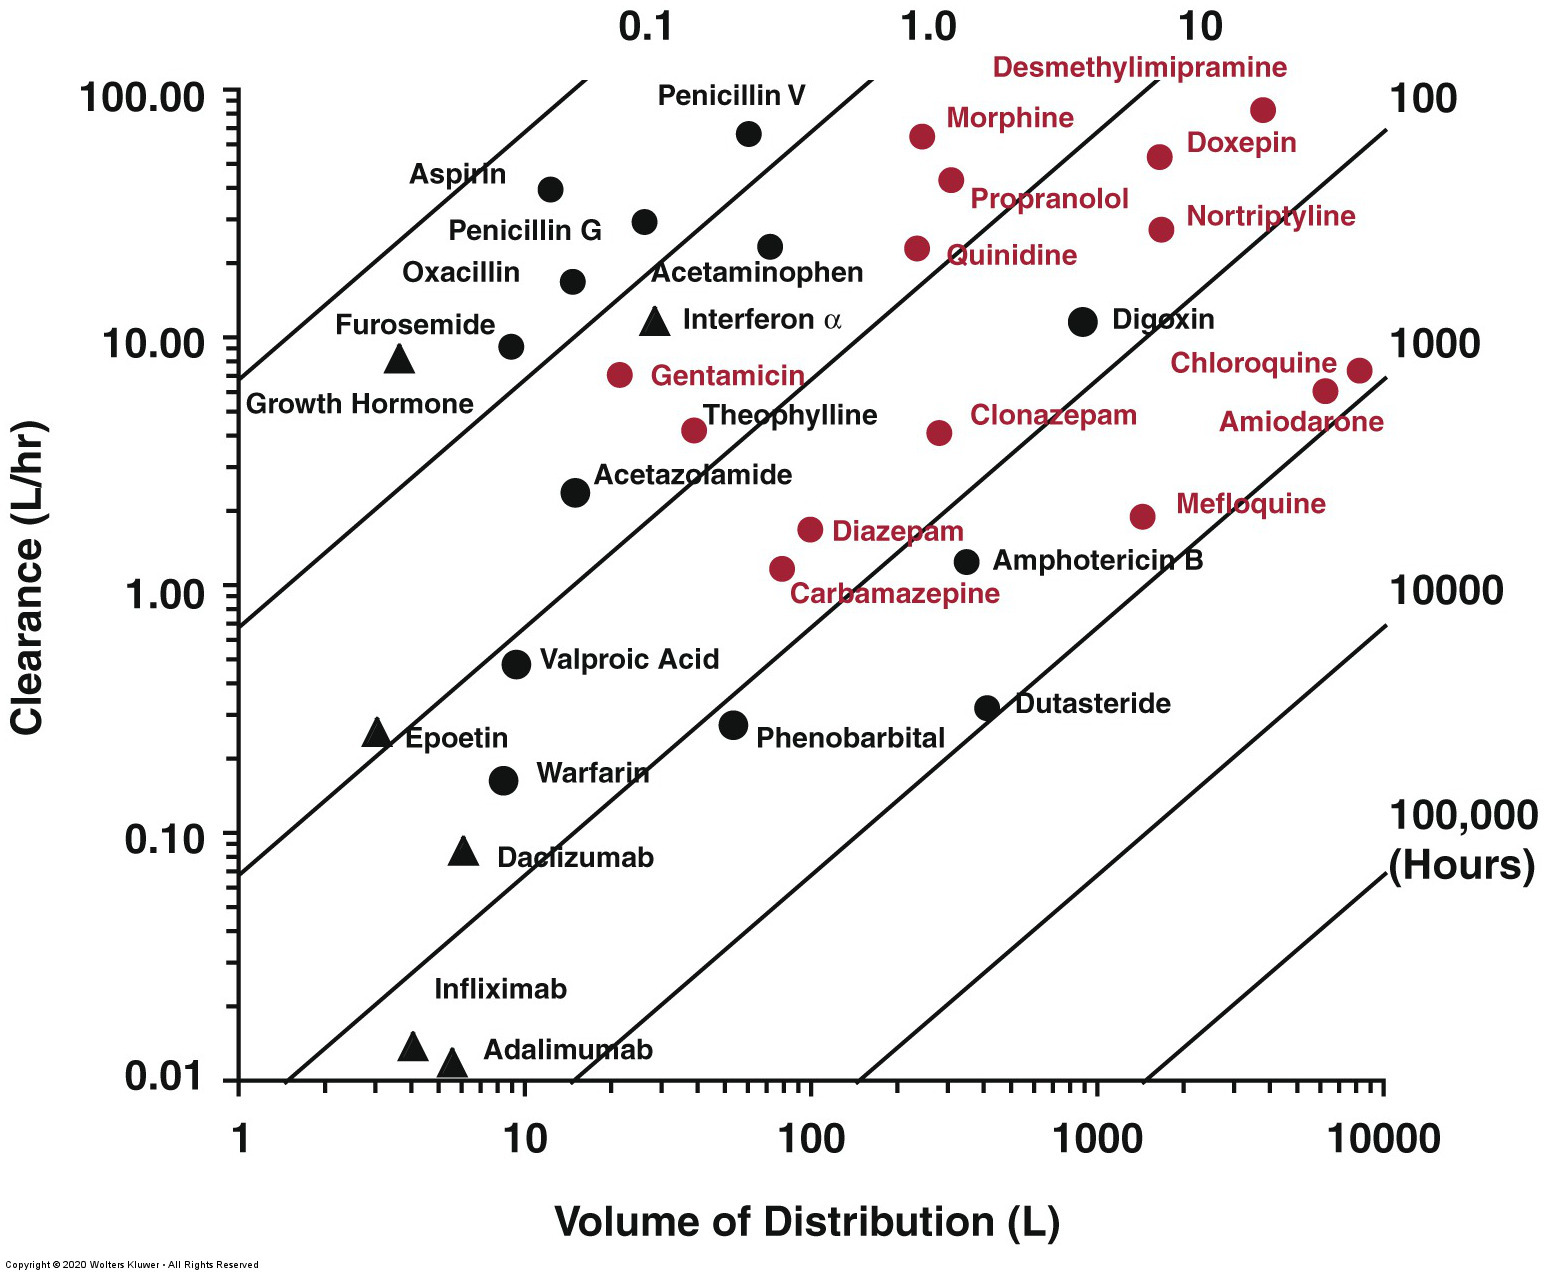 0.1 1.0 10
Desmethylimipramine
100.00 Penicillin V 100
Morphine
Doxepin
Aspirin
Propranolol
Nortriptyline
Penicillin G
Quinidine
Oxacillin Acetaminophen
Furosemide Interferon α Digoxin
10.00 1000
Chloroquine
Gentamicin
Growth Hormone
Theophylline Clonazepam
Amiodarone
Acetazolamide
Mefloquine
Diazepam
Amphotericin B
1.00 Carbamazepine 10000
Valproic Acid
Dutasteride
Epoetin Phenobarbital
Warfarin
100,000
(Hours)
0.10
Daclizumab
Infliximab
Adalimumab
0.01
1 10 100 1000 10000
Clearance (L/hr)
Volume of Distribution (L)
Copyright © 2020 Wolters Kluwer - All Rights Reserved